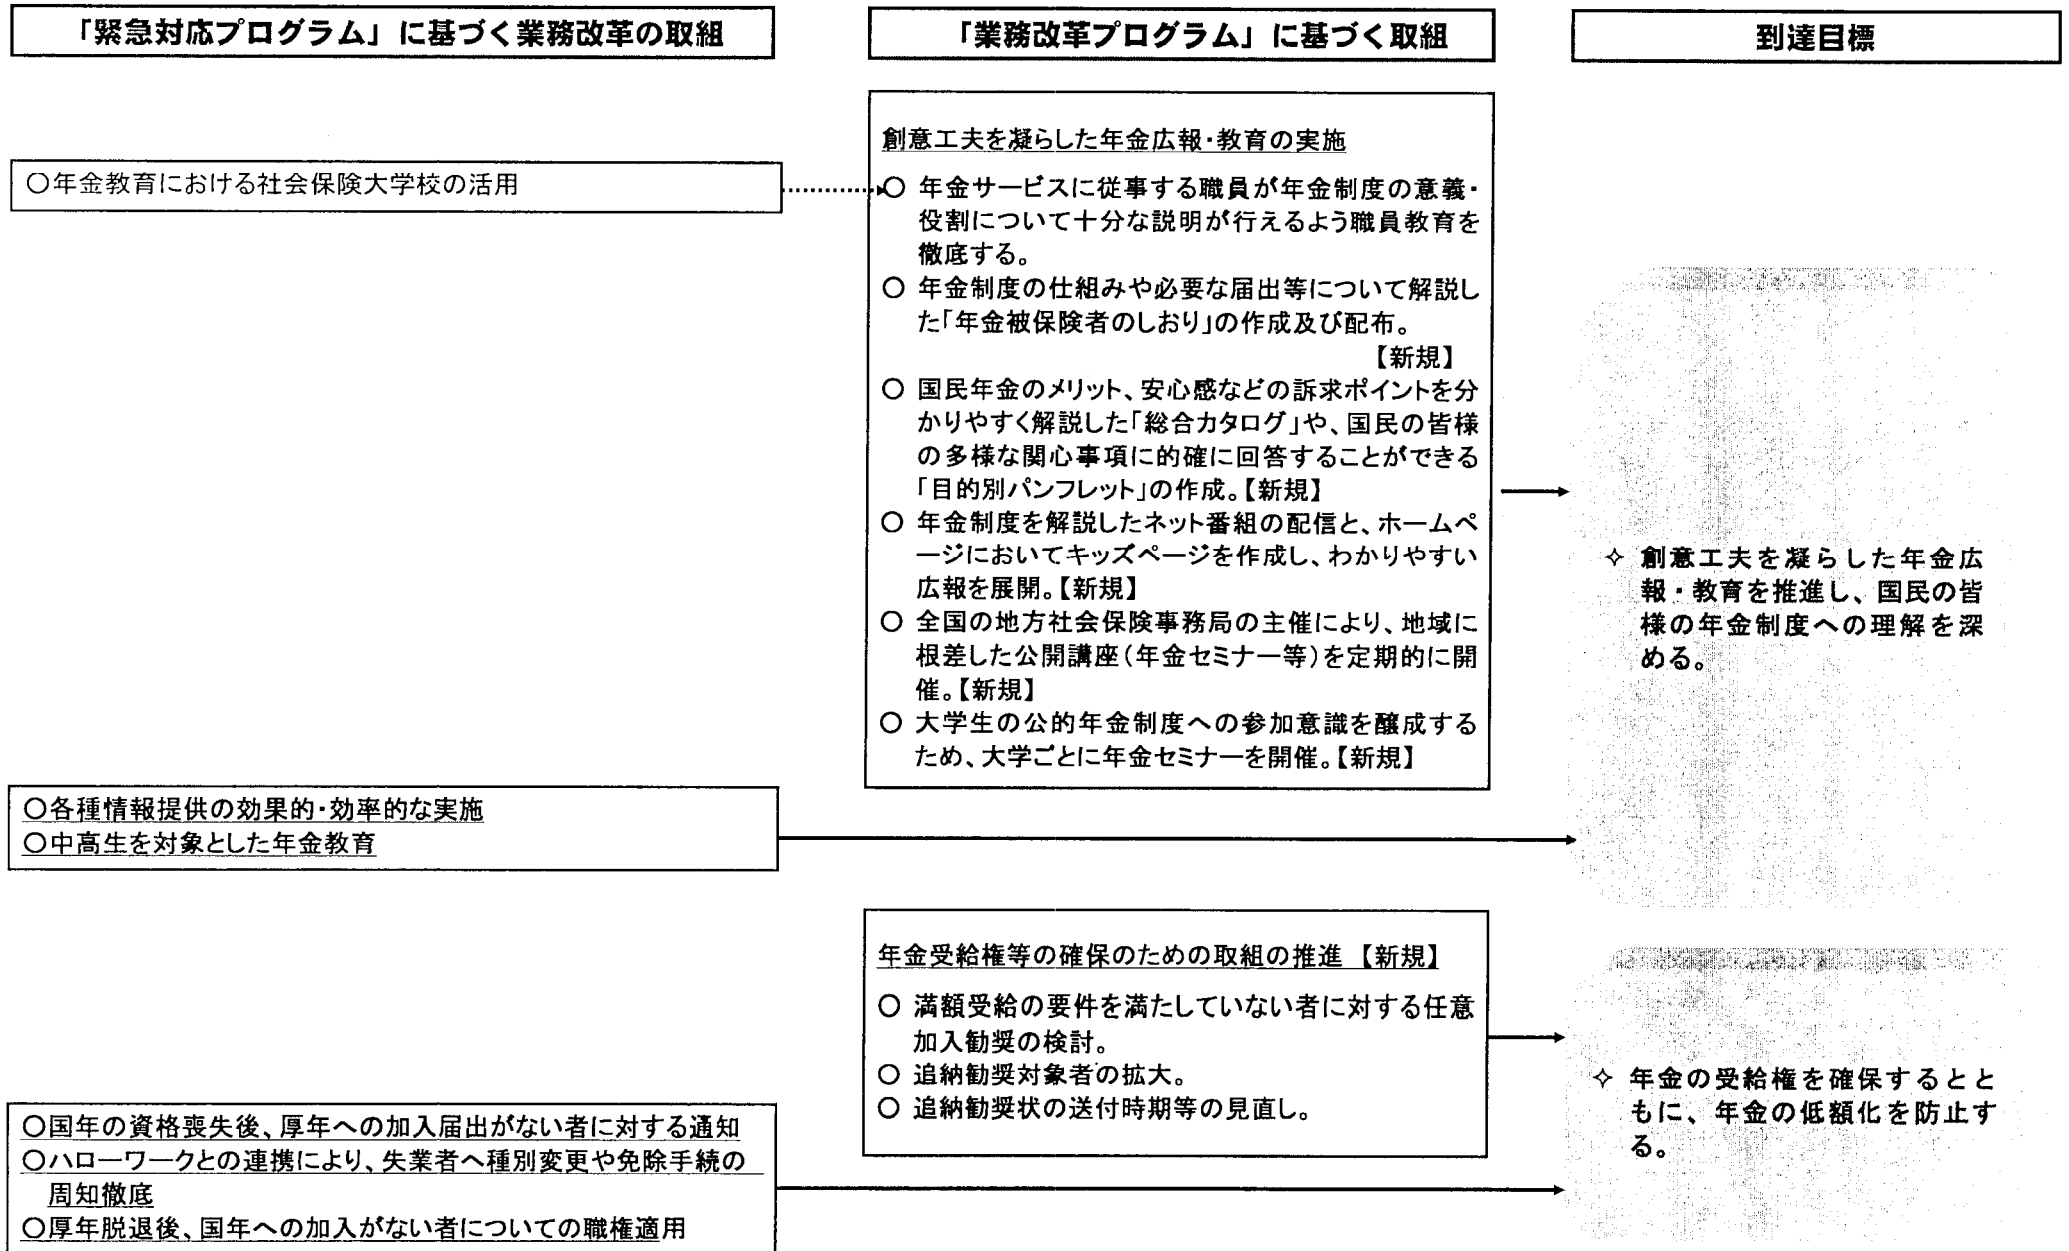 「緊急対応プログラム」に基づく業務改革の取組
「業務改革プログラム」に基づく取組
到達目標
○年金教育における社会保険大学校の活用
創意工夫を凝らした年金広報・教育の実施
○ 年金サービスに従事する職員が年金制度の意義・
役割について十分な説明が行えるよう職員教育を
徹底する。
○ 年金制度の仕組みや必要な届出等について解説し
た「年金被保険者のしおり」の作成及び配布。
【新規】
○ 国民年金のメリット、安心感などの訴求ポイントを分
かりやすく解説した「総合カタログ」や、国民の皆様
の多様な関心事項に的確に回答することができる
「目的別パンフレット」の作成。【新規】
○ 年金制度を解説したネット番組の配信と、ホームペ
ージにおいてキッズページを作成し、わかりやすい
広報を展開。【新規】
○ 全国の地方社会保険事務局の主催により、地域に
根差した公開講座（年金セミナー等）を定期的に開
催。【新規】
○ 大学生の公的年金制度への参加意識を醸成する
ため、大学ごとに年金セミナーを開催。【新規】
✧ 創意工夫を凝らした年金広
報・教育を推進し、国民の皆
様の年金制度への理解を深
める。
○各種情報提供の効果的・効率的な実施
○中高生を対象とした年金教育
年金受給権等の確保のための取組の推進 【新規】
○ 満額受給の要件を満たしていない者に対する任意
加入勧奨の検討。
○ 追納勧奨対象者の拡大。
○ 追納勧奨状の送付時期等の見直し。
✧ 年金の受給権を確保するとと
もに、年金の低額化を防止す
る。
○国年の資格喪失後、厚年への加入届出がない者に対する通知
○ハローワークとの連携により、失業者へ種別変更や免除手続の
周知徹底
○厚年脱退後、国年への加入がない者についての職権適用